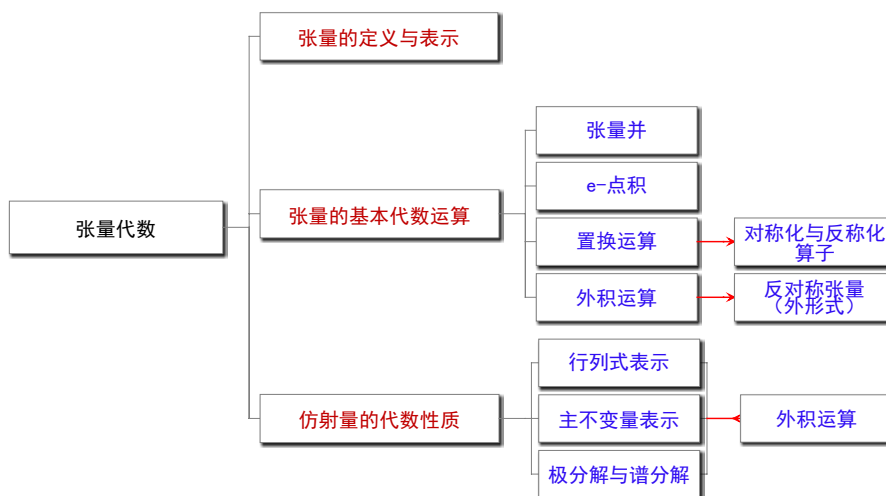 张量的定义与表示
张量并
e-点积
张量代数
张量的基本代数运算
置换运算
对称化与反称化
算子
外积运算
反对称张量
（外形式）
行列式表示
仿射量的代数性质
主不变量表示
外积运算
极分解与谱分解